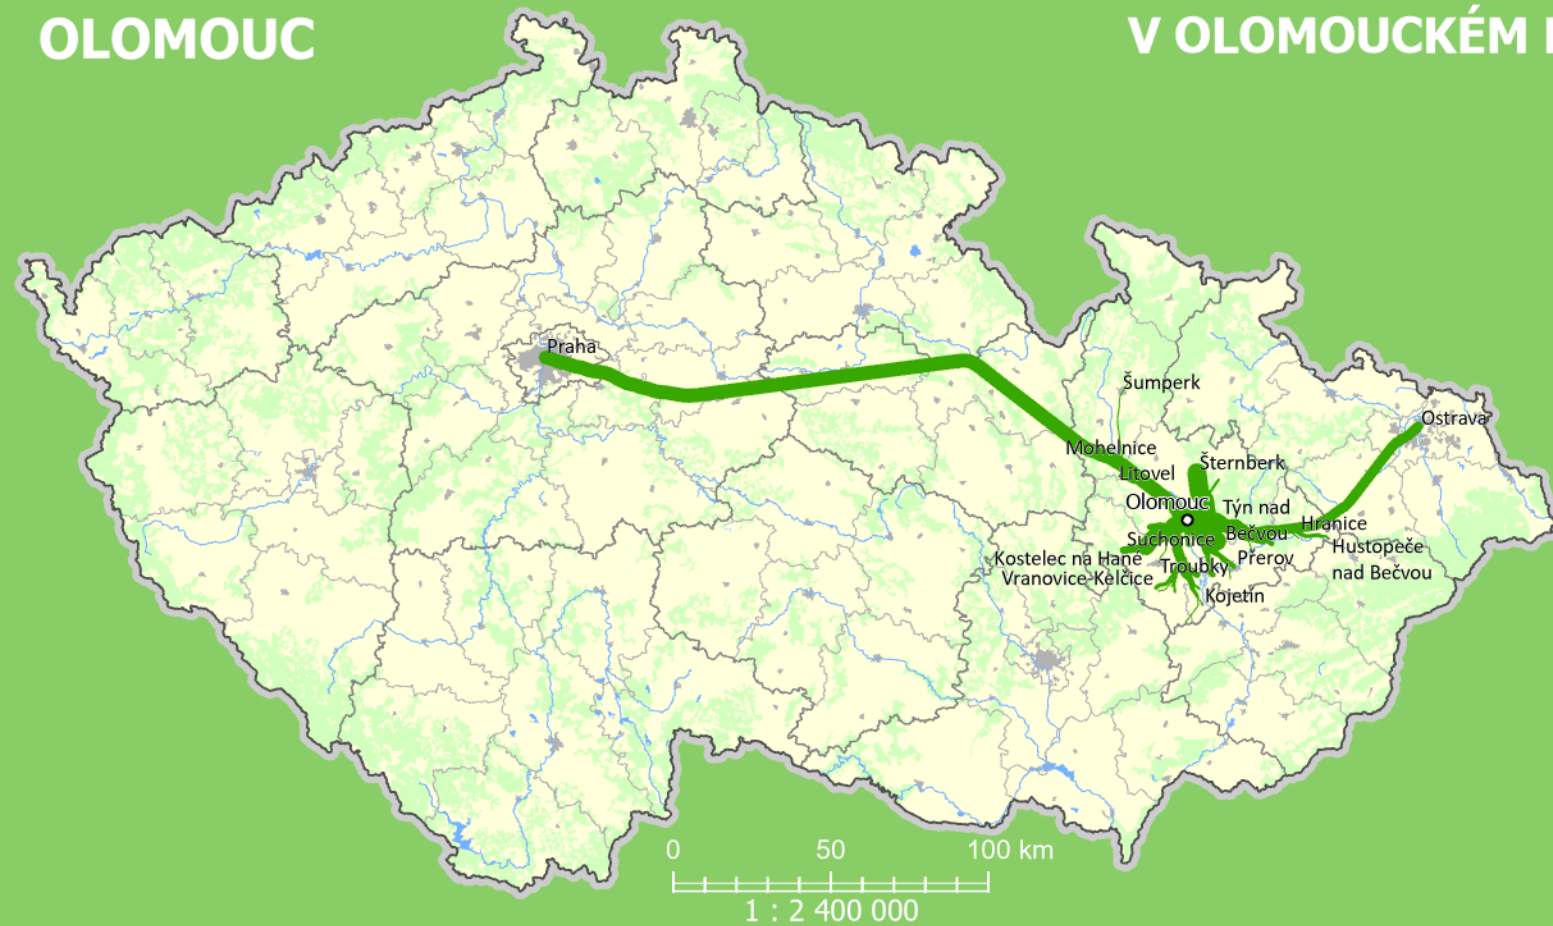 OLOMOUC
V OLOMOUCKÉM
Praha
Šumperk
Ostrava
Mohelnice
Litovel
Šternberk
Olomouc
Týn nad
Bečvou
Hranice
Suchonice
Hustopeče
nad Bečvou
Kostelec na Hané
Přerov
Troubky
Vranovice-Kelčice
Kojetín
0 50 100 km
1 : 2 400 000